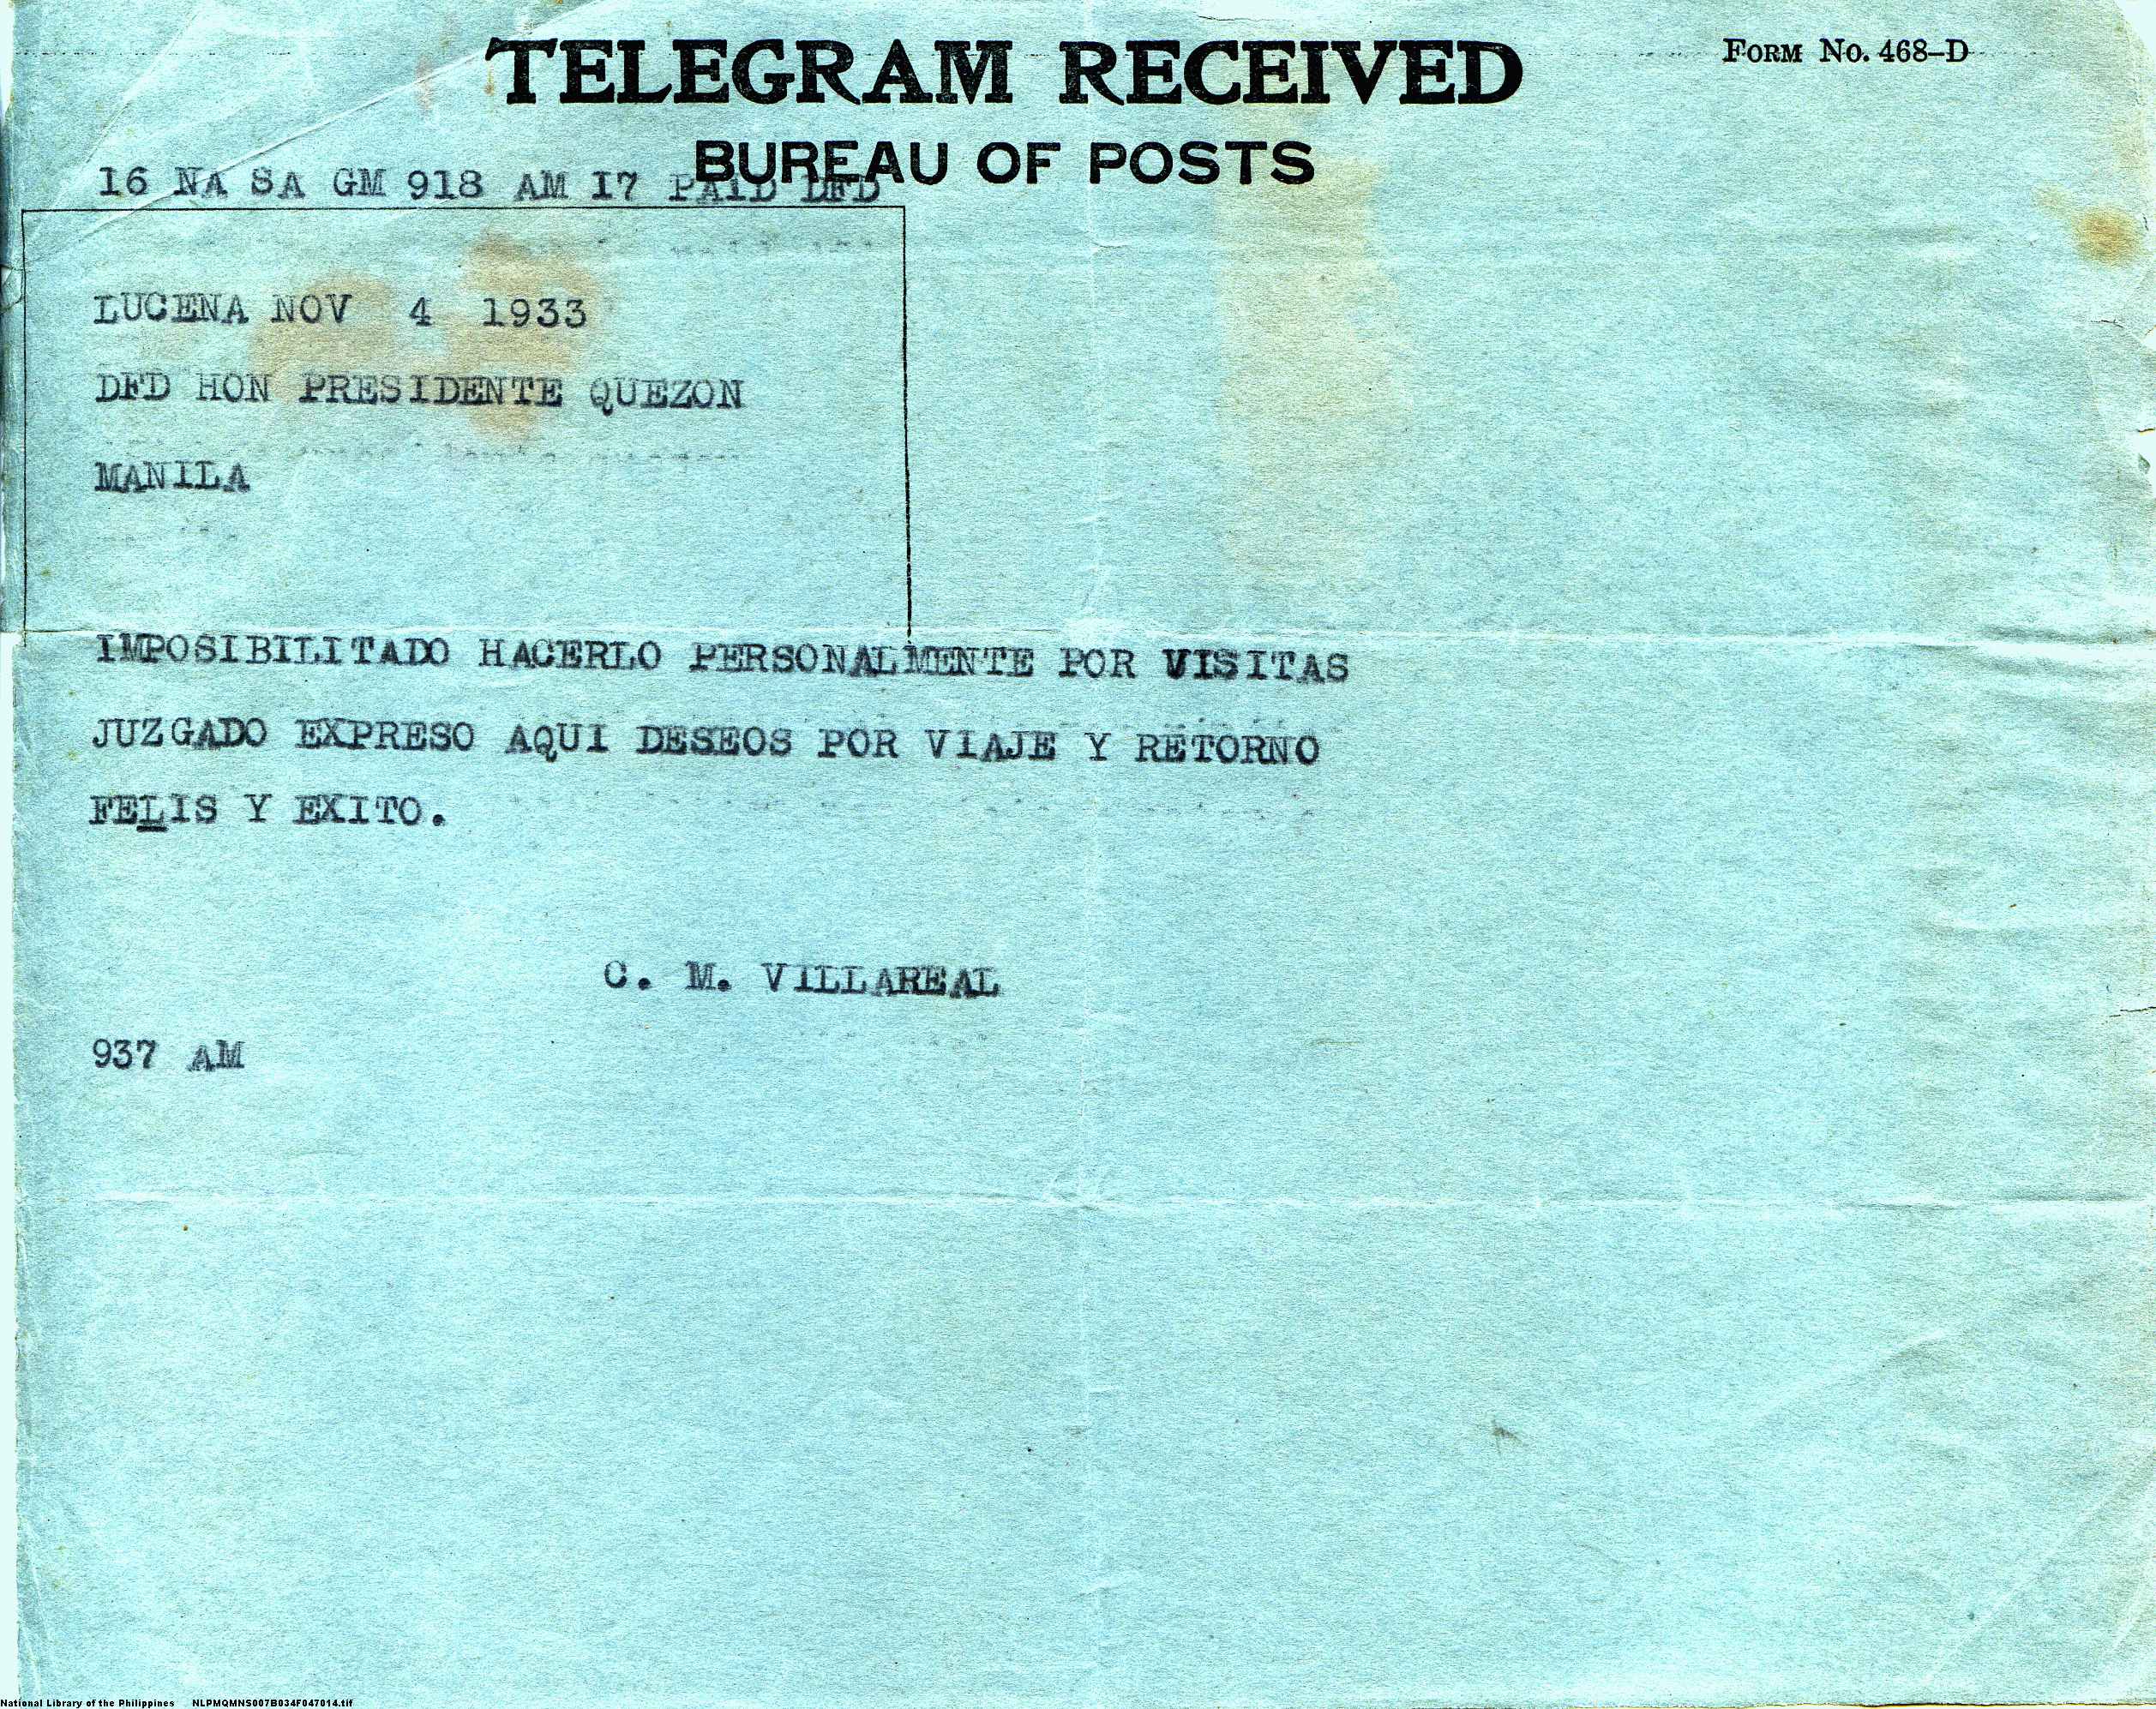 TELEGRAM RECEIVED
FORM NO. 468-D
BUREAU OF POSTS
16 NA SA GM 918 AM I7 PAID DFD
LUCENA NOV 4 1933
DFD HON PRESIDENTE QUEZON
MANILA
IMPOSIBILITADO HACERLO PERSONALMENTE POR VISITAS
JUZGADO EXPRESO AQUI DESEOS POR VIAJE Y RETORNO
FELIS Y EXITO.
C. M. VILLAREAL
937 AM
National Library of the Philippines NLPMQMNS007B034F047014.tif